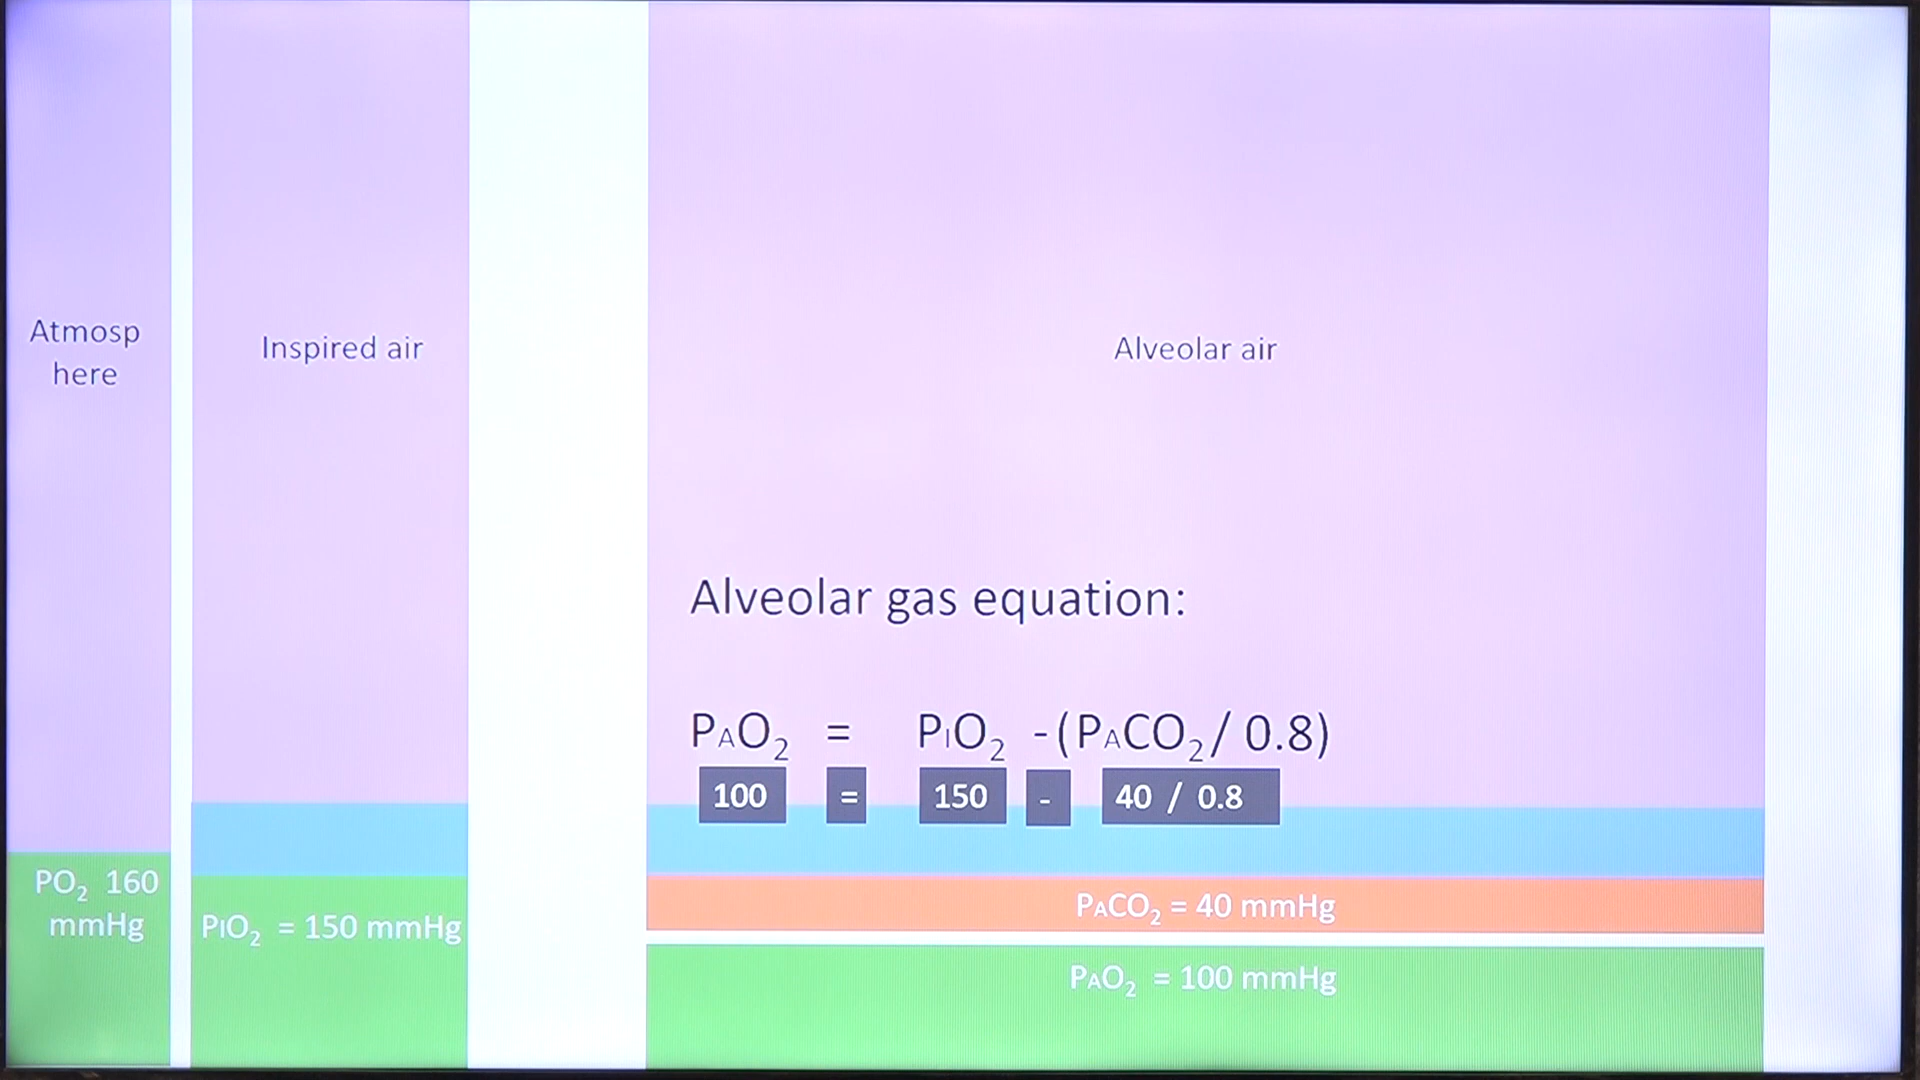 Atmosp
here
Inspired air
Alveolar air
Alveolar gas equation:
PAO₂ = PIO₂ -(PACO₂/ 0.8)
100 = 150 - 40 / 0.8
PO₂ 160
mmHg
PIO₂ = 150 mmHg
PACO₂ = 40 mmHg
PAO₂ = 100 mmHg